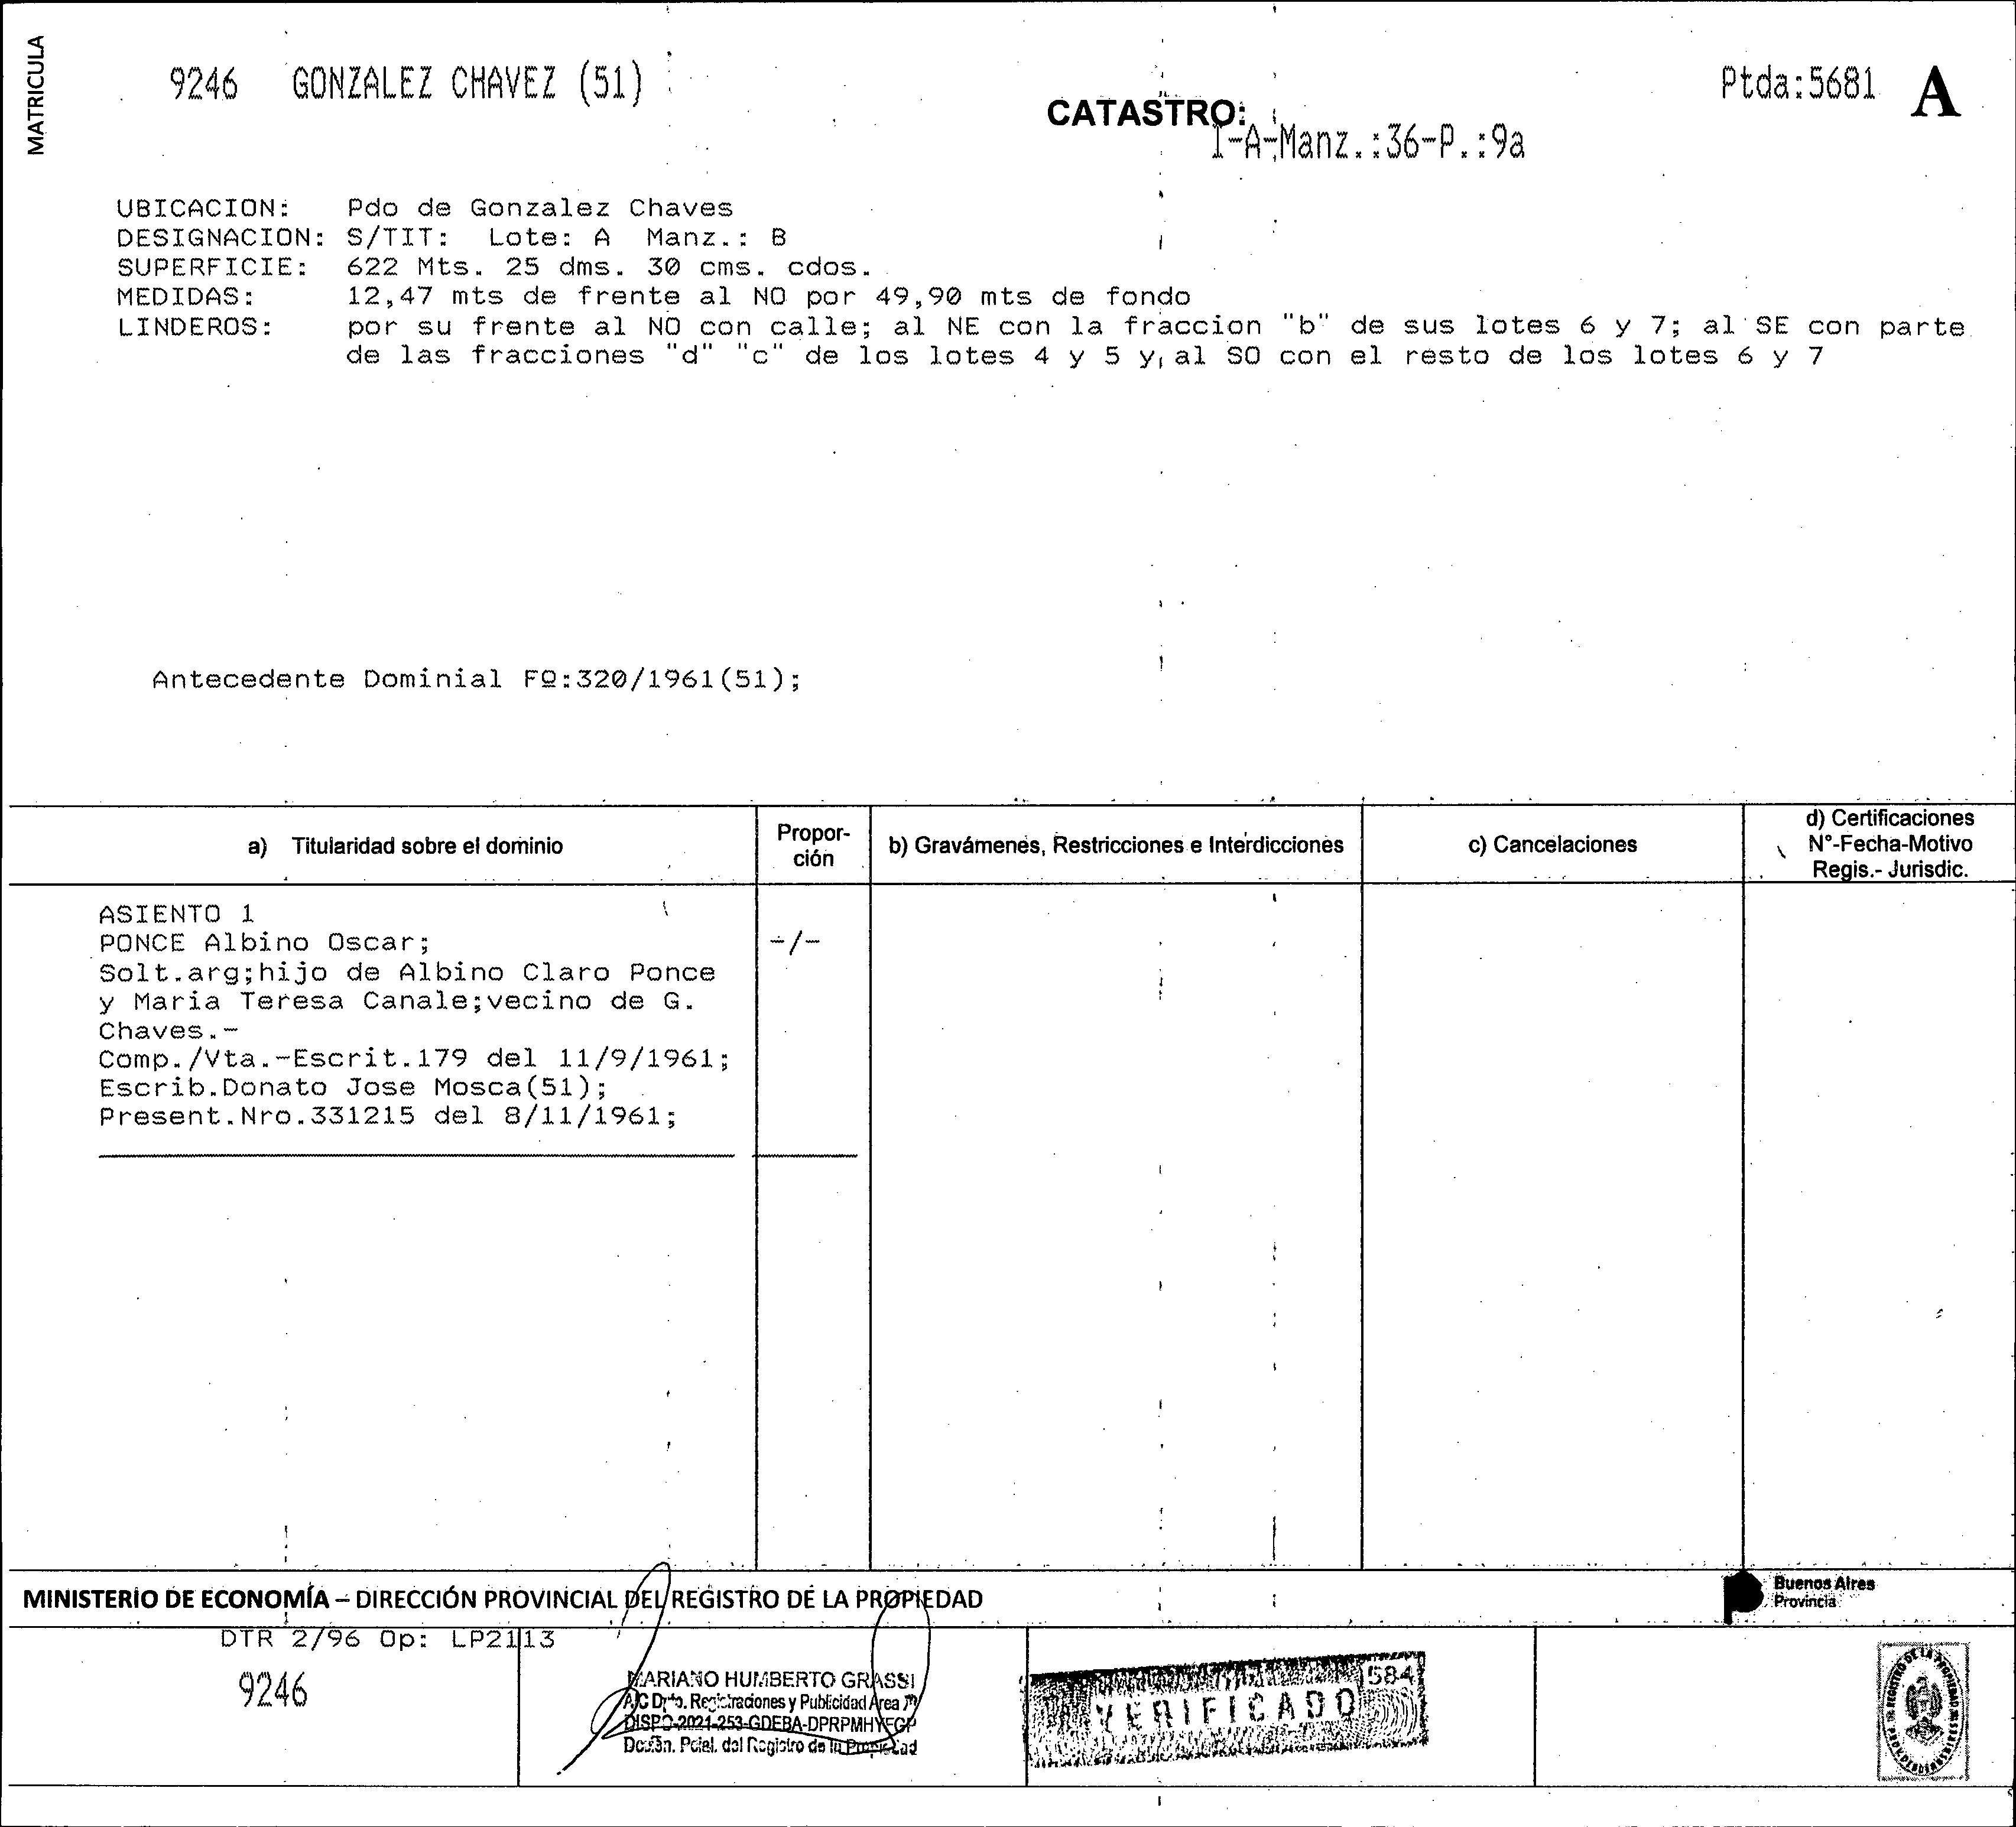 MATRICULA
9246 GONZALEZ CHAVEZ (51)
Ptda:5681 A
CATASTRO:
I-A-Manz.:36-P.:9a
UBICACION: Pdo de Gonzalez Chaves
DESIGNACION: S/TIT: Lote: A Manz.: B
SUPERFICIE: 622 Mts. 25 dms. 30 cms. cdos.
MEDIDAS: 12,47 mts de frente al NO por 49,90 mts de fondo
LINDEROS: por su frente al NO con calle; al NE con la fraccion "b" de sus lotes 6 y 7; al SE con parte
de las fracciones "d" "c" de los lotes 4 y 5 y al SO con el resto de los lotes 6 y 7
Antecedente Dominial Fº:320/1961(51);
a) Titularidad sobre el dominio
Propor-
ción
b) Gravámenes, Restricciones e Interdicciones
c) Cancelaciones
d) Certificaciones
N°-Fecha-Motivo
Regis.- Jurisdic.
ASIENTO 1
PONCE Albino Oscar; -/-
Solt.arg;hijo de Albino Claro Ponce
y Maria Teresa Canale;vecino de G.
Chaves.-
Comp./Vta.-Escrit.179 del 11/9/1961;
Escrib.Donato Jose Mosca(51);
Present.Nro.331215 del 8/11/1961;
MINISTERIO DE ECONOMÍA – DIRECCIÓN PROVINCIAL DEL REGISTRO DE LA PROPIEDAD
Buenos Aires
Provincia
DTR 2/96 Op: LP2113
9246
MARIANO HUMBERTO GRASSI
A/C Dpto. Registraciones y Publicidad Area
DISPO-2021-253-GDEBA-DPRPMHYFGP
Dccón. Pcial. del Registro de la Propiedad
584
VERIFICADO
REGISTRO DE LA PROPIEDAD